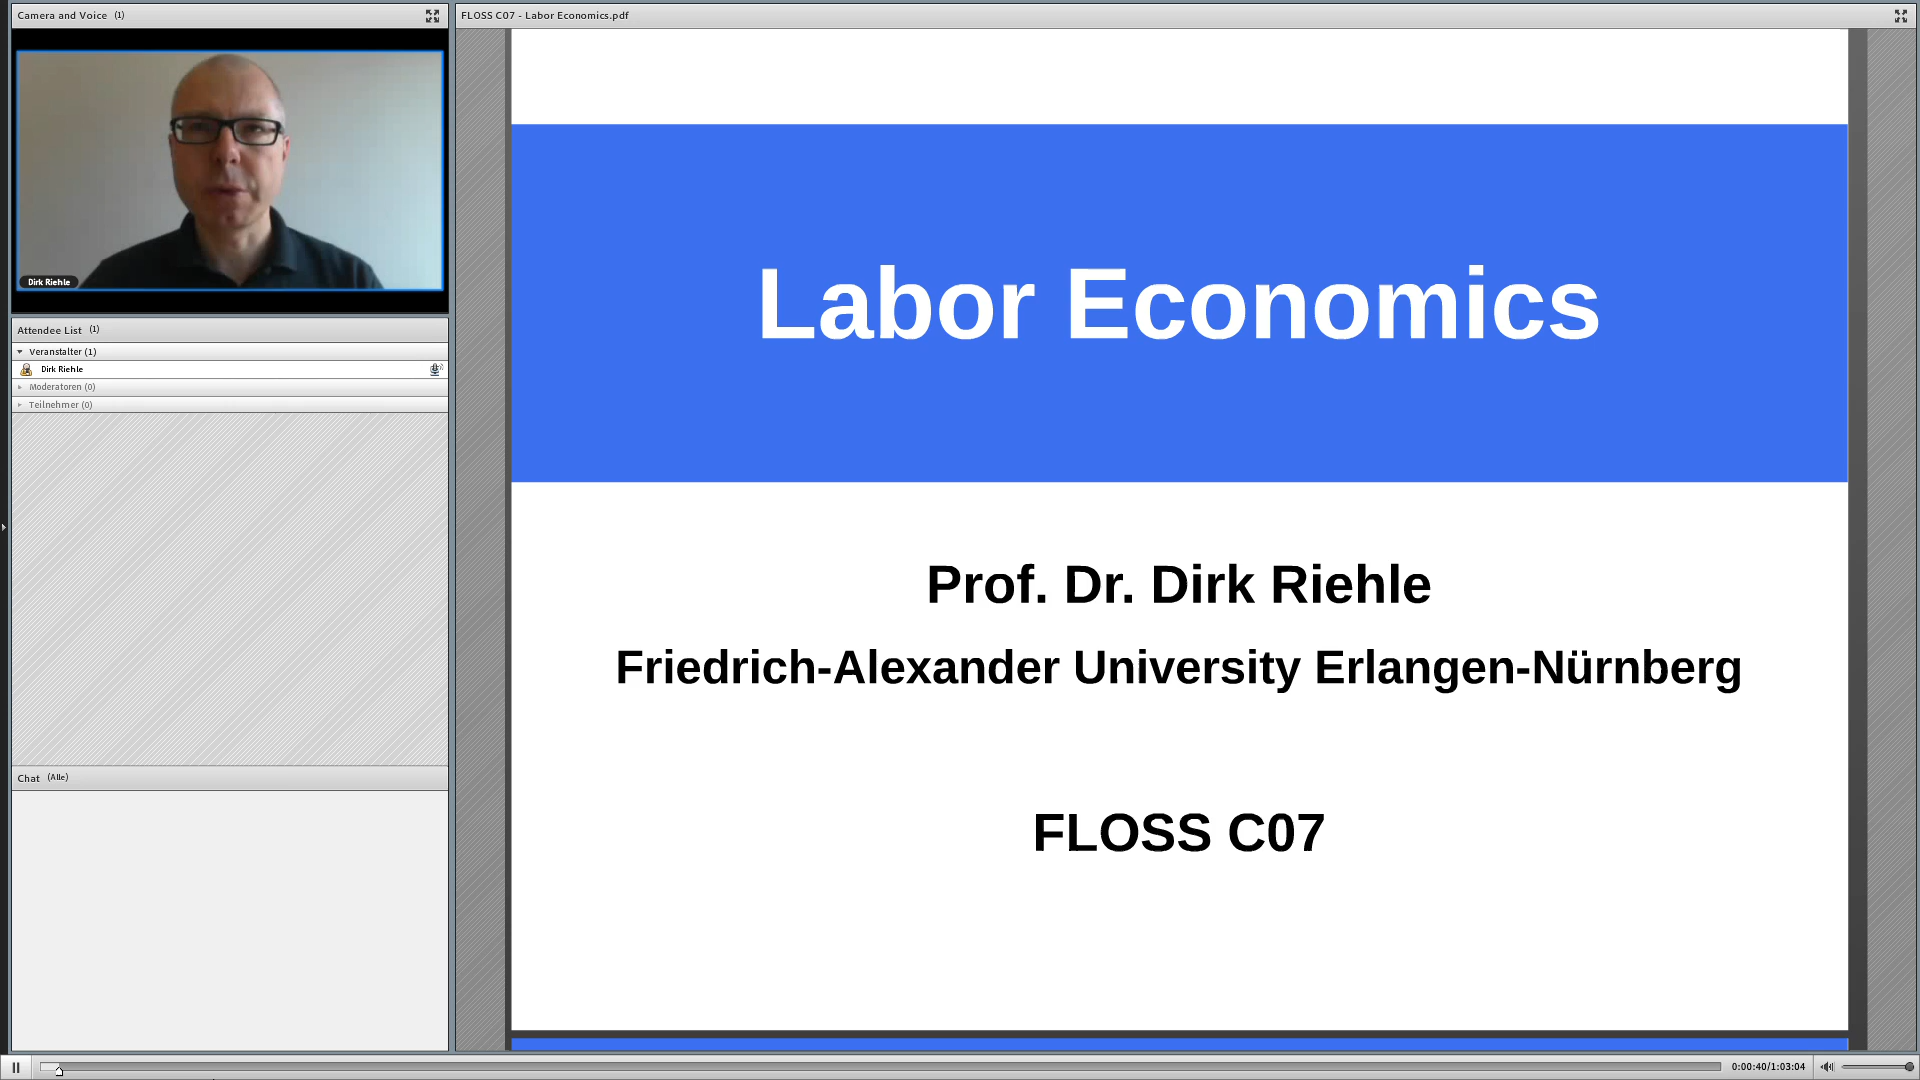 Camera and Voice (1)
Dirk Riehle
Attendee List (1)
Veranstalter (1)
Dirk Riehle
Moderatoren (0)
Teilnehmer (0)
Chat (Alle)
FLOSS C07 - Labor Economics.pdf
Labor Economics
Prof. Dr. Dirk Riehle
Friedrich-Alexander University Erlangen-Nürnberg
FLOSS C07
0:00:40/1:03:04